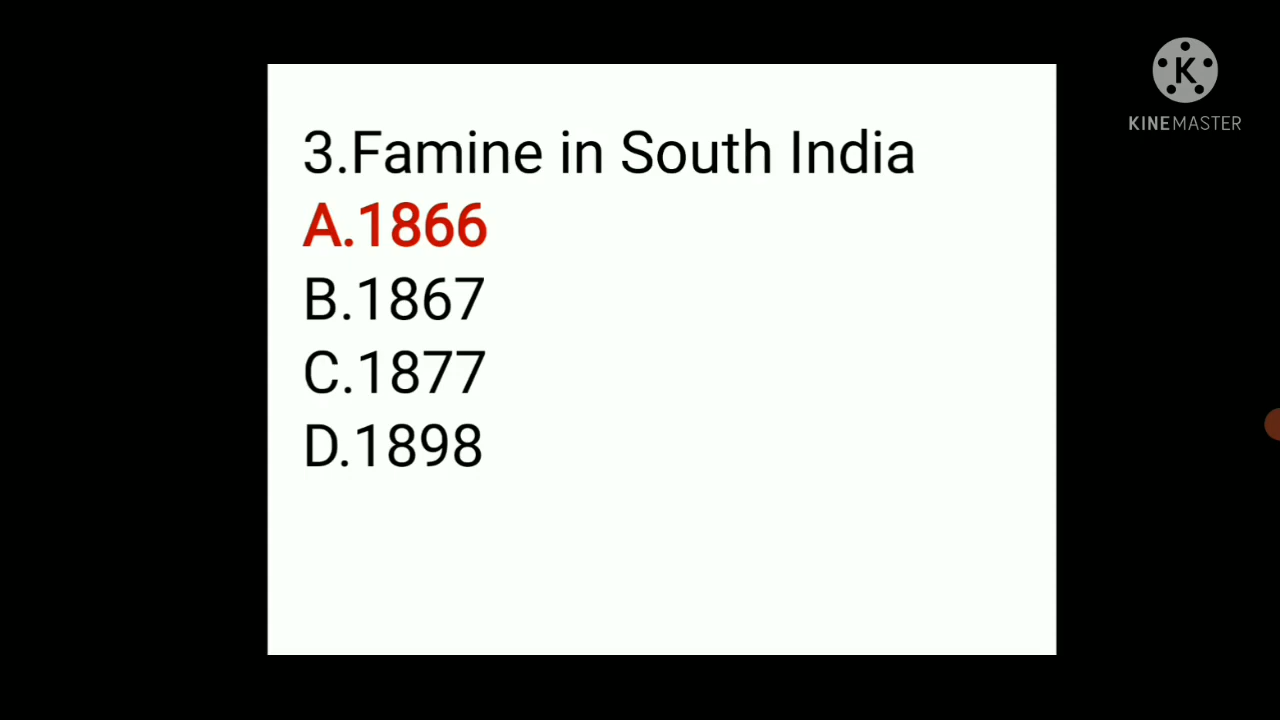 3.Famine in South India
A.1866
B.1867
C.1877
D.1898
K
KINEMASTER